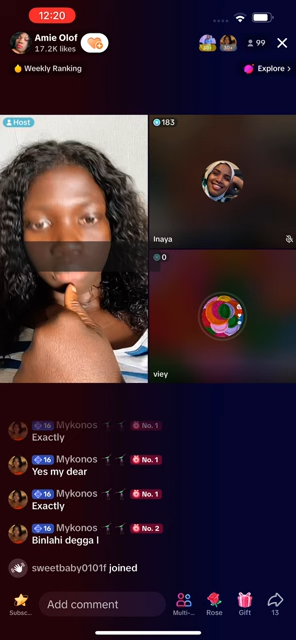 12:20
Amie Olof
17.2K likes
30+
99
Weekly Ranking
Explore >
Host
183
Inaya
0
viey
16 Mykonos No. 1
Exactly
16 Mykonos No. 1
Yes my dear
16 Mykonos No. 1
Exactly
16 Mykonos No. 2
Binlahi degga l
sweetbaby0101f joined
Subsc...
Add comment
Multi-...
Rose
Gift
13